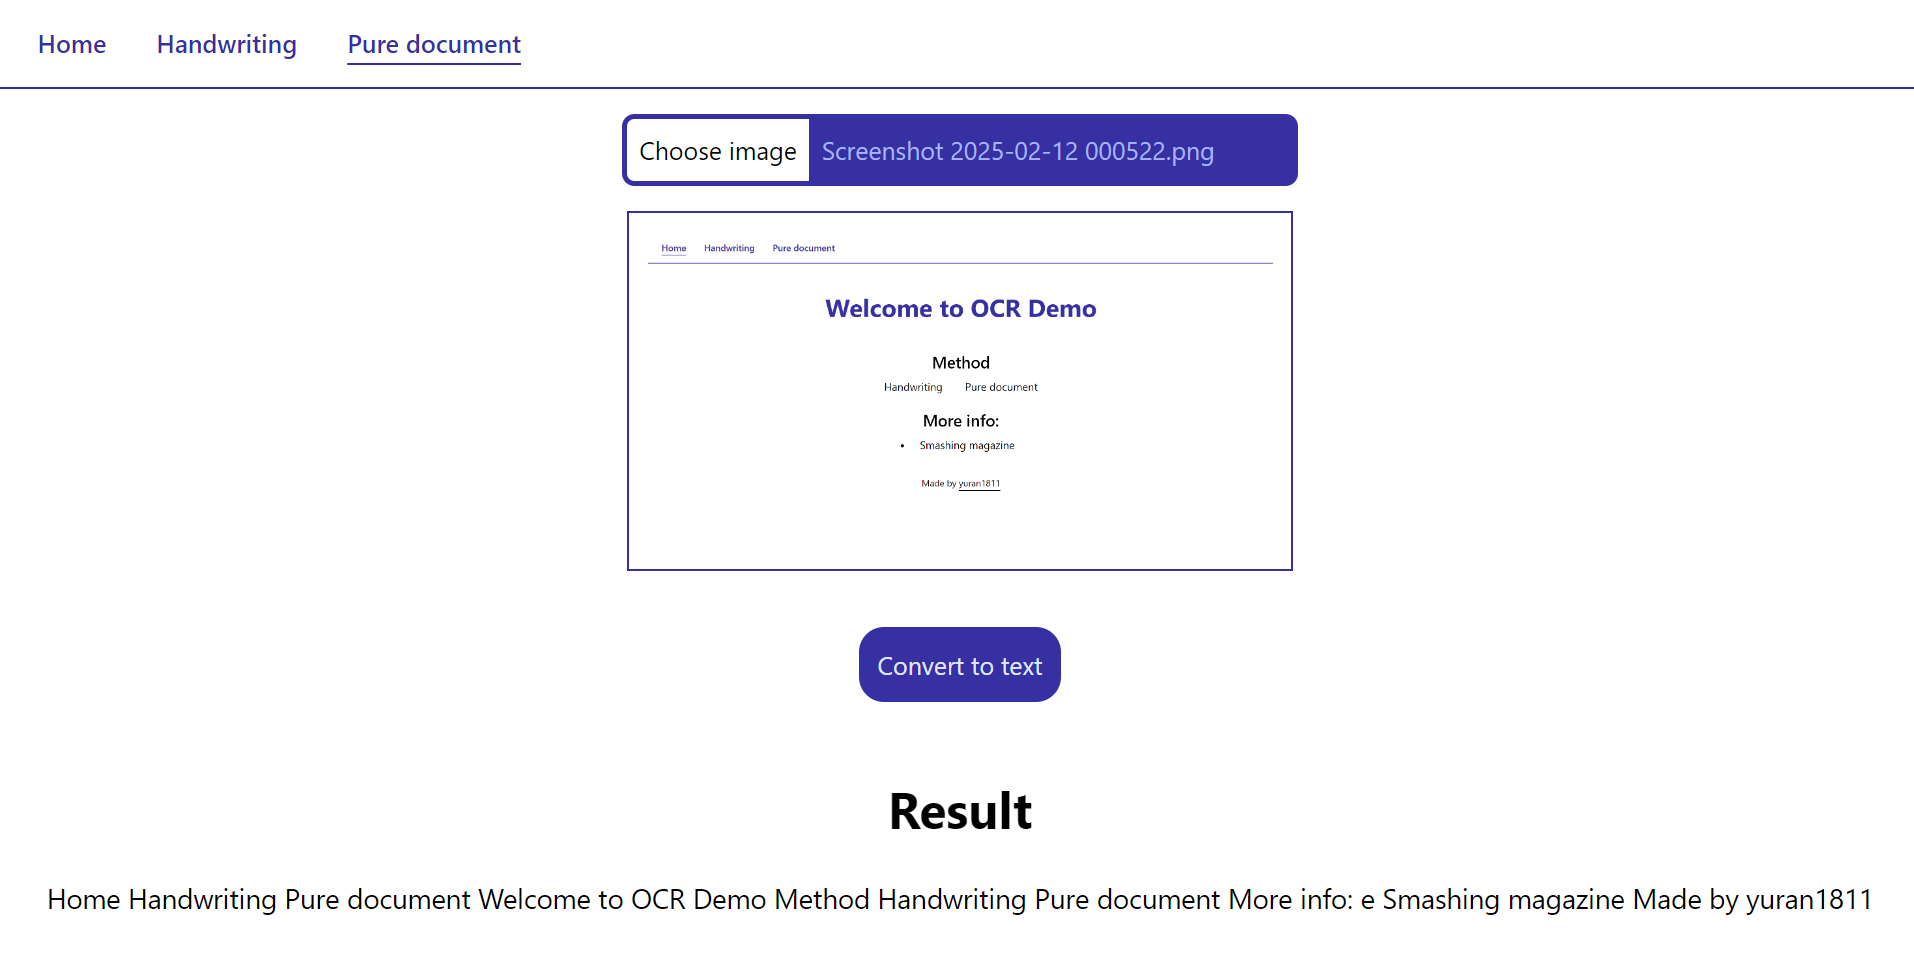 Home Handwriting Pure document
Choose image Screenshot 2025-02-12 000522.png
Home Handwriting Pure document
Welcome to OCR Demo
Method
Handwriting Pure document
More info:
• Smashing magazine
Made by yuran1811
Convert to text
Result
Home Handwriting Pure document Welcome to OCR Demo Method Handwriting Pure document More info: e Smashing magazine Made by yuran1811